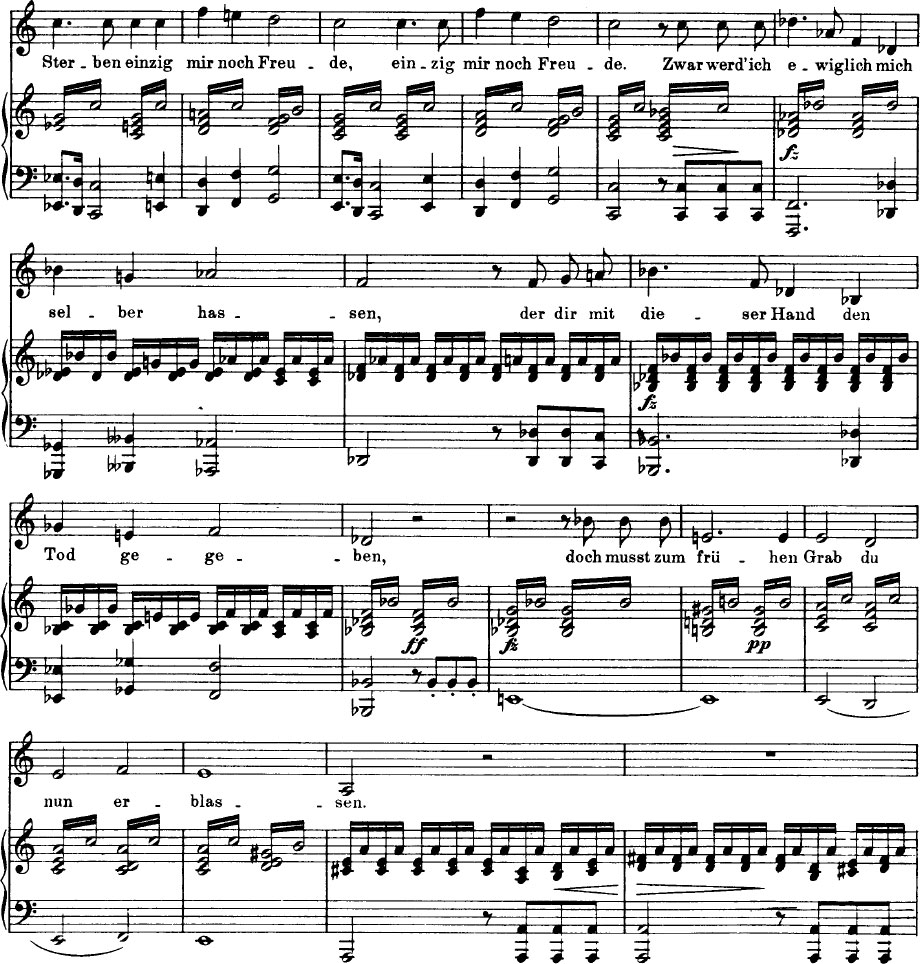 Ster - ben einzig mir noch Freu - de, ein - zig mir noch Freu - de. Zwar werd' ich e - wiglich mich
fz
sel - ber has - sen, der dir mit die - ser Hand den
fz
Tod ge - ge - ben, doch musst zum frü - hen Grab du
ff fz pp
nun er - blas - sen.